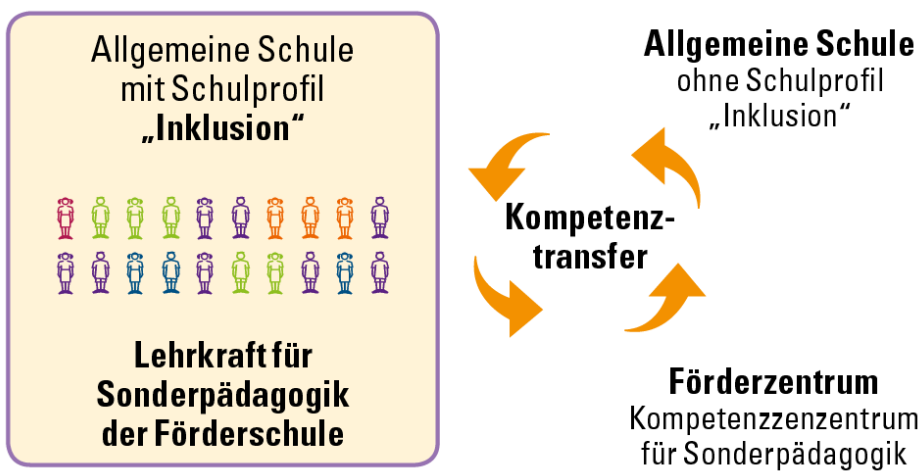 Allgemeine Schule
mit Schulprofil
„Inklusion“
Lehrkraft für
Sonderpädagogik
der Förderschule
Kompetenz-
transfer
Allgemeine Schule
ohne Schulprofil
„Inklusion“
Förderzentrum
Kompetenzzenzentrum
für Sonderpädagogik